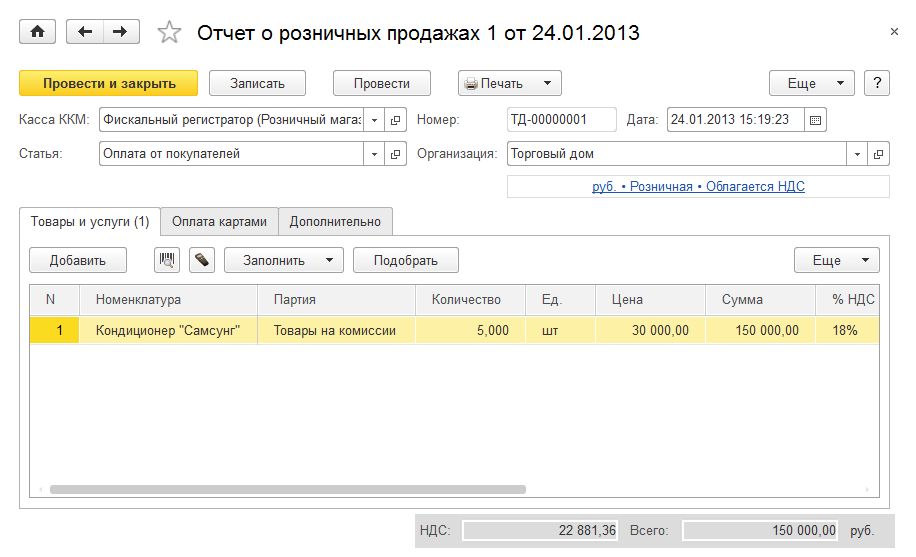 Отчет о розничных продажах 1 от 24.01.2013
Провести и закрыть Записать Провести Печать Еще ?
Касса ККМ: Фискальный регистратор (Розничный магаз Номер: ТД-00000001 Дата: 24.01.2013 15:19:23
Статья: Оплата от покупателей Организация: Торговый дом
руб. • Розничная • Облагается НДС
Товары и услуги (1) Оплата картами Дополнительно
Добавить Заполнить Подобрать Еще
N Номенклатура Партия Количество Ед. Цена Сумма % НДС
1 Кондиционер "Самсунг" Товары на комиссии 5,000 шт 30 000,00 150 000,00 18%
НДС: 22 881,36 Всего: 150 000,00 руб.